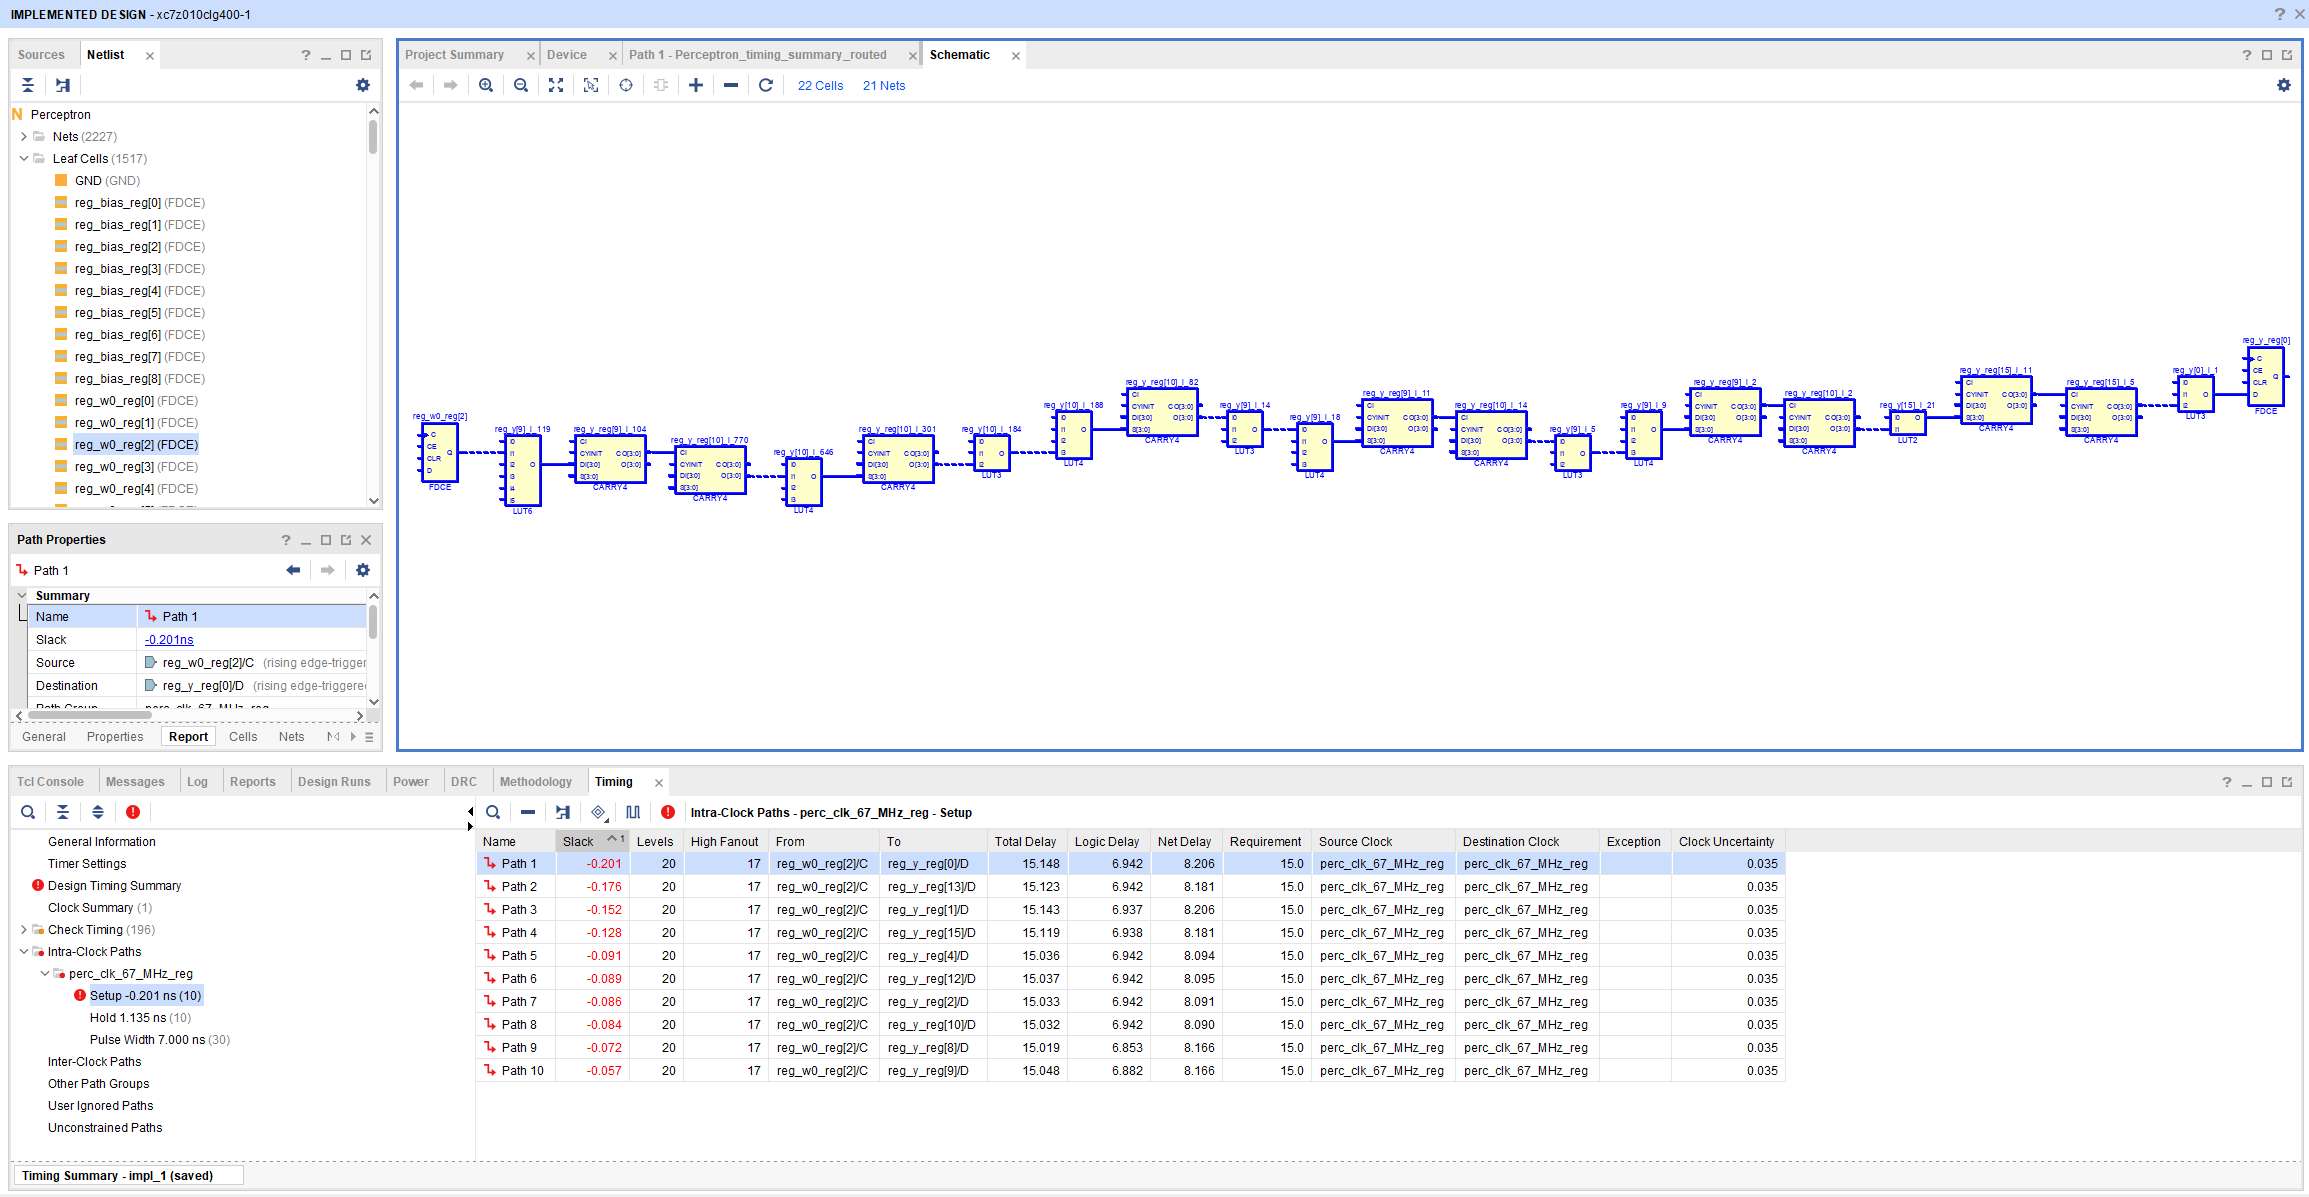 IMPLEMENTED DESIGN - xc7z010clg400-1
Sources
Netlist
Perceptron
Nets (2227)
Leaf Cells (1517)
GND (GND)
reg_bias_reg[0] (FDCE)
reg_bias_reg[1] (FDCE)
reg_bias_reg[2] (FDCE)
reg_bias_reg[3] (FDCE)
reg_bias_reg[4] (FDCE)
reg_bias_reg[5] (FDCE)
reg_bias_reg[6] (FDCE)
reg_bias_reg[7] (FDCE)
reg_bias_reg[8] (FDCE)
reg_w0_reg[0] (FDCE)
reg_w0_reg[1] (FDCE)
reg_w0_reg[2] (FDCE)
reg_w0_reg[3] (FDCE)
reg_w0_reg[4] (FDCE)
Path Properties
Path 1
Summary
Name Path 1
Slack -0.201ns
Source reg_w0_reg[2]/C (rising edge-trigger
Destination reg_y_reg[0]/D (rising edge-triggere
Path Group perc_clk_67_MHz_reg
General Properties Report Cells Nets
Project Summary Device Path 1 - Perceptron_timing_summary_routed Schematic
22 Cells 21 Nets
reg_w0_reg[2]
FDCE
reg_y[9]_i_119
LUT6
reg_y_reg[9]_i_104
CARRY4
reg_y_reg[10]_i_770
CARRY4
reg_y[10]_i_646
LUT4
reg_y_reg[10]_i_301
CARRY4
reg_y[10]_i_184
LUT3
reg_y[10]_i_188
LUT4
reg_y_reg[10]_i_82
CARRY4
reg_y[9]_i_14
LUT3
reg_y[9]_i_18
LUT4
reg_y_reg[9]_i_11
CARRY4
reg_y_reg[10]_i_14
CARRY4
reg_y[9]_i_5
LUT3
reg_y[9]_i_9
LUT4
reg_y_reg[9]_i_2
CARRY4
reg_y_reg[10]_i_2
CARRY4
reg_y[15]_i_21
LUT2
reg_y_reg[15]_i_11
CARRY4
reg_y_reg[15]_i_5
CARRY4
reg_y[0]_i_1
LUT3
reg_y_reg[0]
FDCE
Tcl Console Messages Log Reports Design Runs Power DRC Methodology Timing
General Information
Timer Settings
Design Timing Summary
Clock Summary (1)
Check Timing (196)
Intra-Clock Paths
perc_clk_67_MHz_reg
Setup -0.201 ns (10)
Hold 1.135 ns (10)
Pulse Width 7.000 ns (30)
Inter-Clock Paths
Other Path Groups
User Ignored Paths
Unconstrained Paths
Intra-Clock Paths - perc_clk_67_MHz_reg - Setup
Name Slack 1 Levels High Fanout From To Total Delay Logic Delay Net Delay Requirement Source Clock Destination Clock Exception Clock Uncertainty
Path 1 -0.201 20 17 reg_w0_reg[2]/C reg_y_reg[0]/D 15.148 6.942 8.206 15.0 perc_clk_67_MHz_reg perc_clk_67_MHz_reg 0.035
Path 2 -0.176 20 17 reg_w0_reg[2]/C reg_y_reg[13]/D 15.123 6.942 8.181 15.0 perc_clk_67_MHz_reg perc_clk_67_MHz_reg 0.035
Path 3 -0.152 20 17 reg_w0_reg[2]/C reg_y_reg[1]/D 15.143 6.937 8.206 15.0 perc_clk_67_MHz_reg perc_clk_67_MHz_reg 0.035
Path 4 -0.128 20 17 reg_w0_reg[2]/C reg_y_reg[15]/D 15.119 6.938 8.181 15.0 perc_clk_67_MHz_reg perc_clk_67_MHz_reg 0.035
Path 5 -0.091 20 17 reg_w0_reg[2]/C reg_y_reg[4]/D 15.036 6.942 8.094 15.0 perc_clk_67_MHz_reg perc_clk_67_MHz_reg 0.035
Path 6 -0.089 20 17 reg_w0_reg[2]/C reg_y_reg[12]/D 15.037 6.942 8.095 15.0 perc_clk_67_MHz_reg perc_clk_67_MHz_reg 0.035
Path 7 -0.086 20 17 reg_w0_reg[2]/C reg_y_reg[2]/D 15.033 6.942 8.091 15.0 perc_clk_67_MHz_reg perc_clk_67_MHz_reg 0.035
Path 8 -0.084 20 17 reg_w0_reg[2]/C reg_y_reg[10]/D 15.032 6.942 8.090 15.0 perc_clk_67_MHz_reg perc_clk_67_MHz_reg 0.035
Path 9 -0.072 20 17 reg_w0_reg[2]/C reg_y_reg[8]/D 15.019 6.853 8.166 15.0 perc_clk_67_MHz_reg perc_clk_67_MHz_reg 0.035
Path 10 -0.057 20 17 reg_w0_reg[2]/C reg_y_reg[9]/D 15.048 6.882 8.166 15.0 perc_clk_67_MHz_reg perc_clk_67_MHz_reg 0.035
Timing Summary - impl_1 (saved)